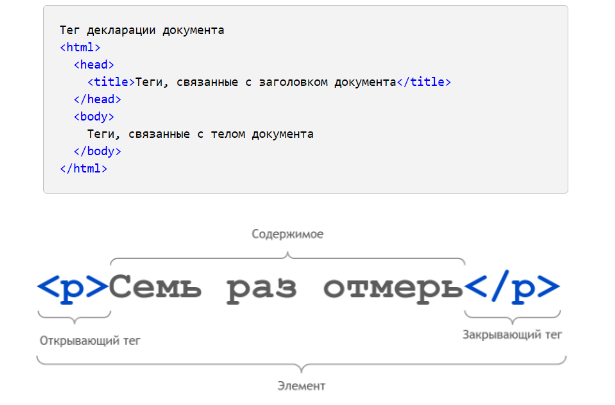 Тег декларации документа
<html>
<head>
<title>Теги, связанные с заголовком документа</title>
</head>
<body>
Теги, связанные с телом документа
</body>
</html>
Содержимое
<p>Семь раз отмерь</p>
Открывающий тег
Закрывающий тег
Элемент